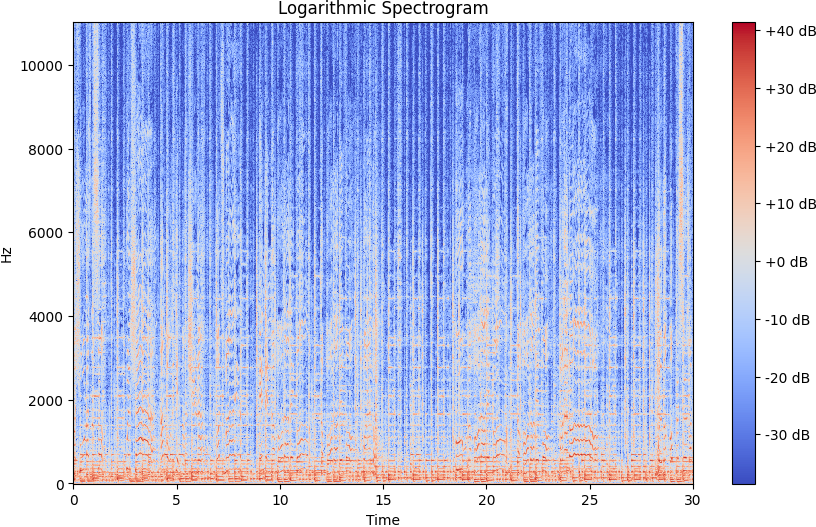 Logarithmic Spectrogram
Hz
10000
8000
6000
4000
2000
0
0 5 10 15 20 25 30
Time
+40 dB
+30 dB
+20 dB
+10 dB
+0 dB
-10 dB
-20 dB
-30 dB